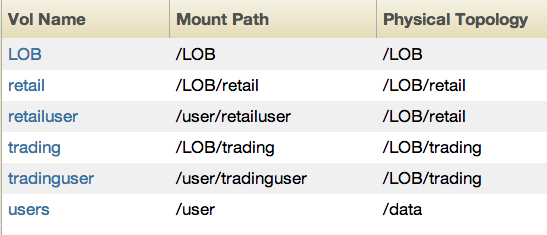 Vol Name Mount Path Physical Topology
LOB /LOB /LOB
retail /LOB/retail /LOB/retail
retailuser /user/retailuser /LOB/retail
trading /LOB/trading /LOB/trading
tradinguser /user/tradinguser /LOB/trading
users /user /data